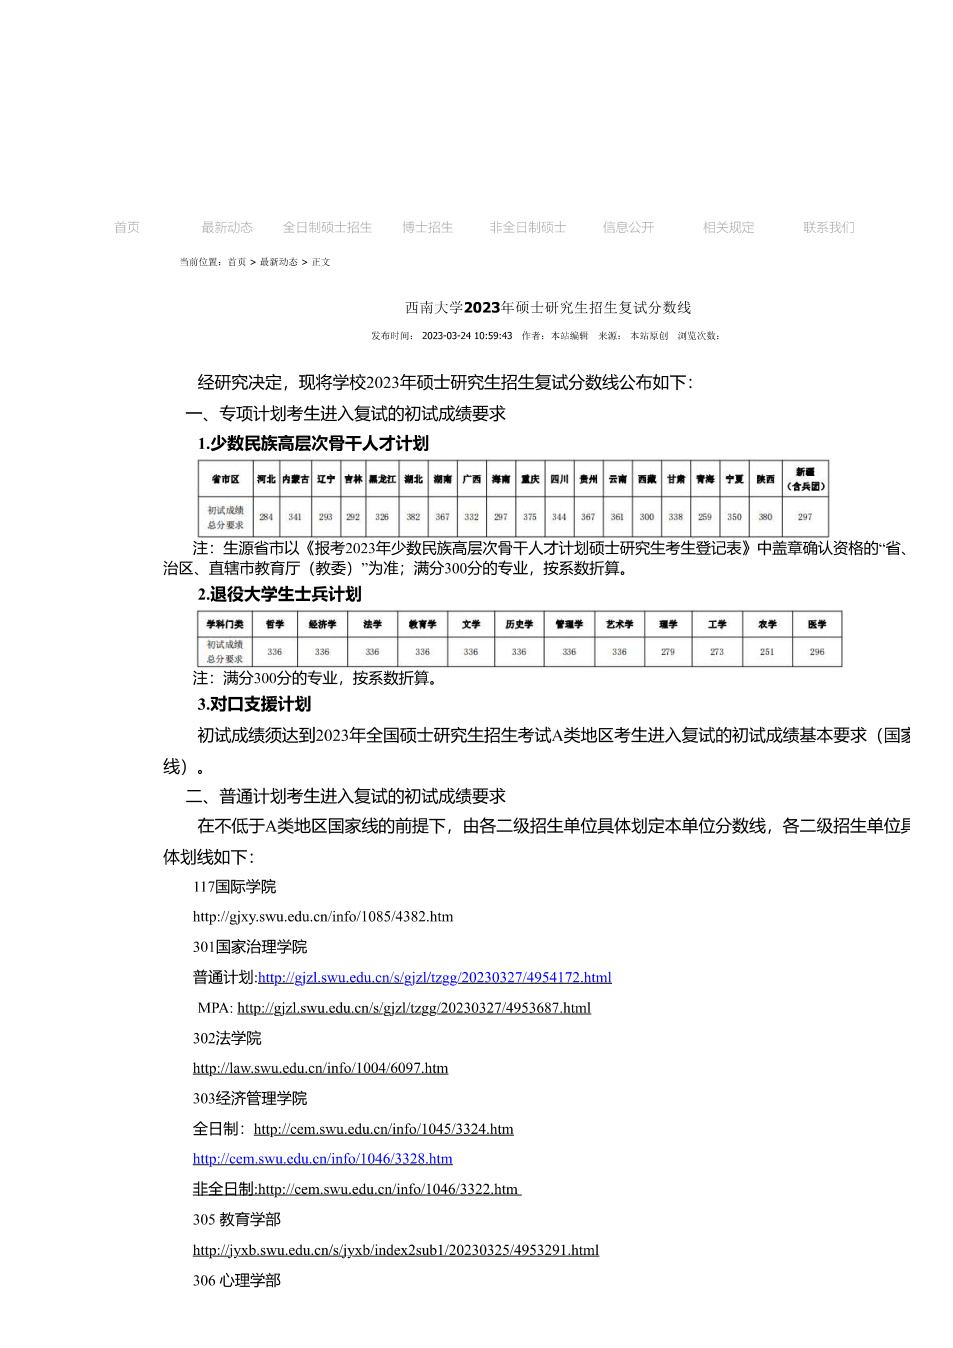 首页 最新动态 全日制硕士招生 博士招生 非全日制硕士 信息公开 相关规定 联系我们
当前位置：首页 > 最新动态 > 正文
西南大学2023年硕士研究生招生复试分数线
发布时间： 2023-03-24 10:59:43 作者：本站编辑 来源： 本站原创 浏览次数：
经研究决定，现将学校2023年硕士研究生招生复试分数线公布如下：
一、专项计划考生进入复试的初试成绩要求
1.少数民族高层次骨干人才计划
省市区 河北 内蒙古 辽宁 吉林 黑龙江 湖北 湖南 广西 海南 重庆 四川 贵州 云南 西藏 甘肃 青海 宁夏 陕西 新疆（含兵团）
初试成绩总分要求 284 341 293 292 326 382 367 332 297 375 344 367 361 300 338 259 350 380 297
注：生源省市以《报考2023年少数民族高层次骨干人才计划硕士研究生考生登记表》中盖章确认资格的“省、
治区、直辖市教育厅（教委）”为准；满分300分的专业，按系数折算。
2.退役大学生士兵计划
学科门类 哲学 经济学 法学 教育学 文学 历史学 管理学 艺术学 理学 工学 农学 医学
初试成绩总分要求 336 336 336 336 336 336 336 336 279 273 251 296
注：满分300分的专业，按系数折算。
3.对口支援计划
初试成绩须达到2023年全国硕士研究生招生考试A类地区考生进入复试的初试成绩基本要求（国家
线）。
二、普通计划考生进入复试的初试成绩要求
在不低于A类地区国家线的前提下，由各二级招生单位具体划定本单位分数线，各二级招生单位具
体划线如下：
117国际学院
http://gjxy.swu.edu.cn/info/1085/4382.htm
301国家治理学院
普通计划:http://gjzl.swu.edu.cn/s/gjzl/tzgg/20230327/4954172.html
MPA: http://gjzl.swu.edu.cn/s/gjzl/tzgg/20230327/4953687.html
302法学院
http://law.swu.edu.cn/info/1004/6097.htm
303经济管理学院
全日制：http://cem.swu.edu.cn/info/1045/3324.htm
http://cem.swu.edu.cn/info/1046/3328.htm
非全日制:http://cem.swu.edu.cn/info/1046/3322.htm
305 教育学部
http://jyxb.swu.edu.cn/s/jyxb/index2sub1/20230325/4953291.html
306 心理学部